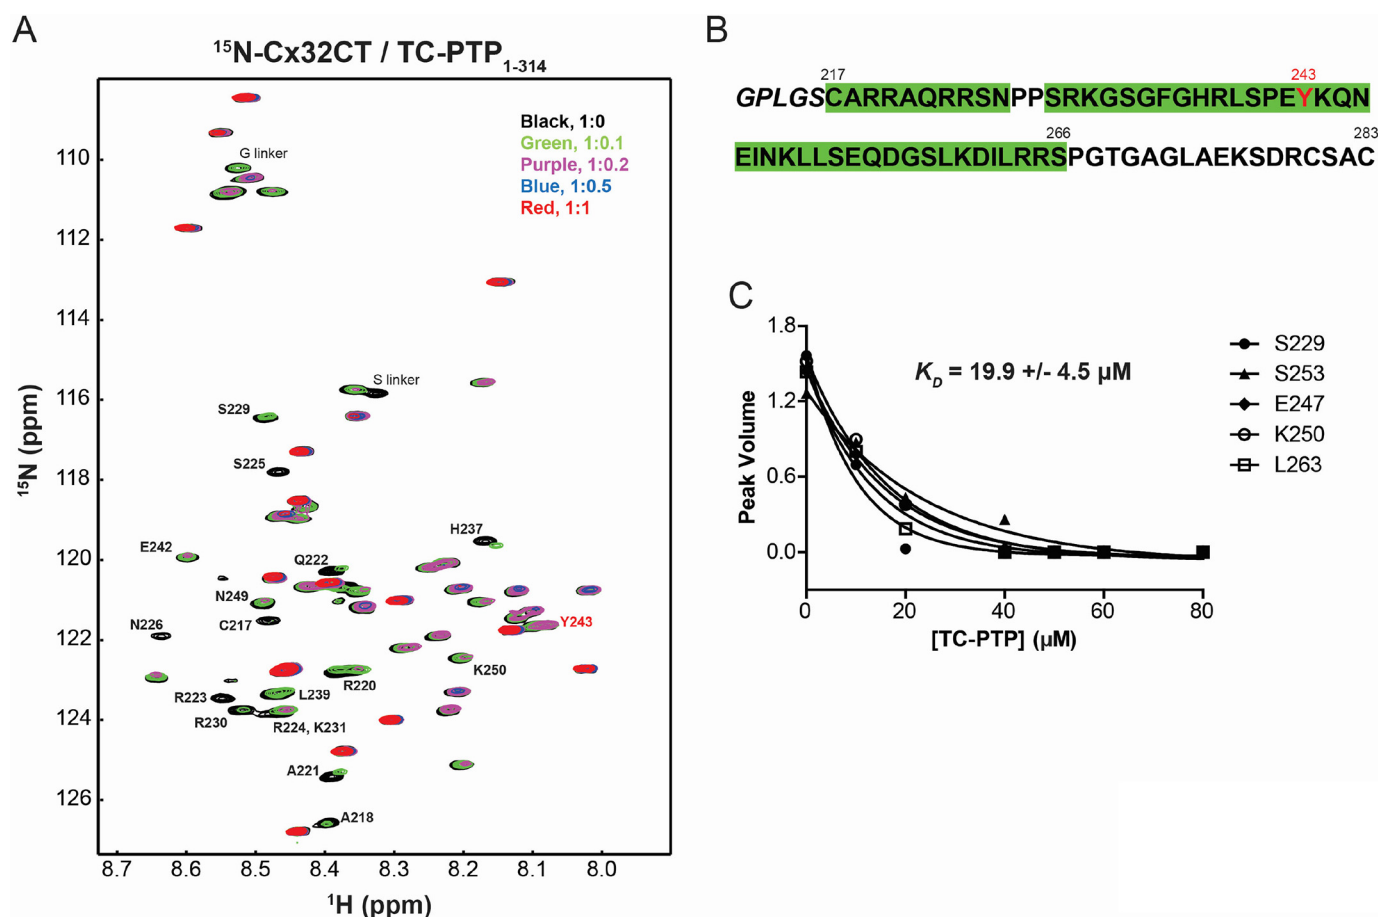 A
¹⁵N-Cx32CT / TC-PTP₁₋₃₁₄
Black, 1:0
Green, 1:0.1
Purple, 1:0.2
Blue, 1:0.5
Red, 1:1
G linker
S linker
S229
S225
H237
E242
Q222
N249
C217
N226
Y243
K250
R220
L239
R223
R230
R224, K231
A221
A218
110
112
114
116
118
120
122
124
126
¹⁵N (ppm)
8.7 8.6 8.5 8.4 8.3 8.2 8.1 8.0
¹H (ppm)
B
217 243
GPLGSCARRAQRRSNPPSRKGSGFGHRLSPEYKQN
266 283
EINKLLSEQDGSLKDILRRSPGTGAGLAEKSDRCSAC
C
1.8
1.2
0.6
0.0
Peak Volume
K_D = 19.9 +/- 4.5 µM
S229
S253
E247
K250
L263
0 20 40 60 80
[TC-PTP] (µM)